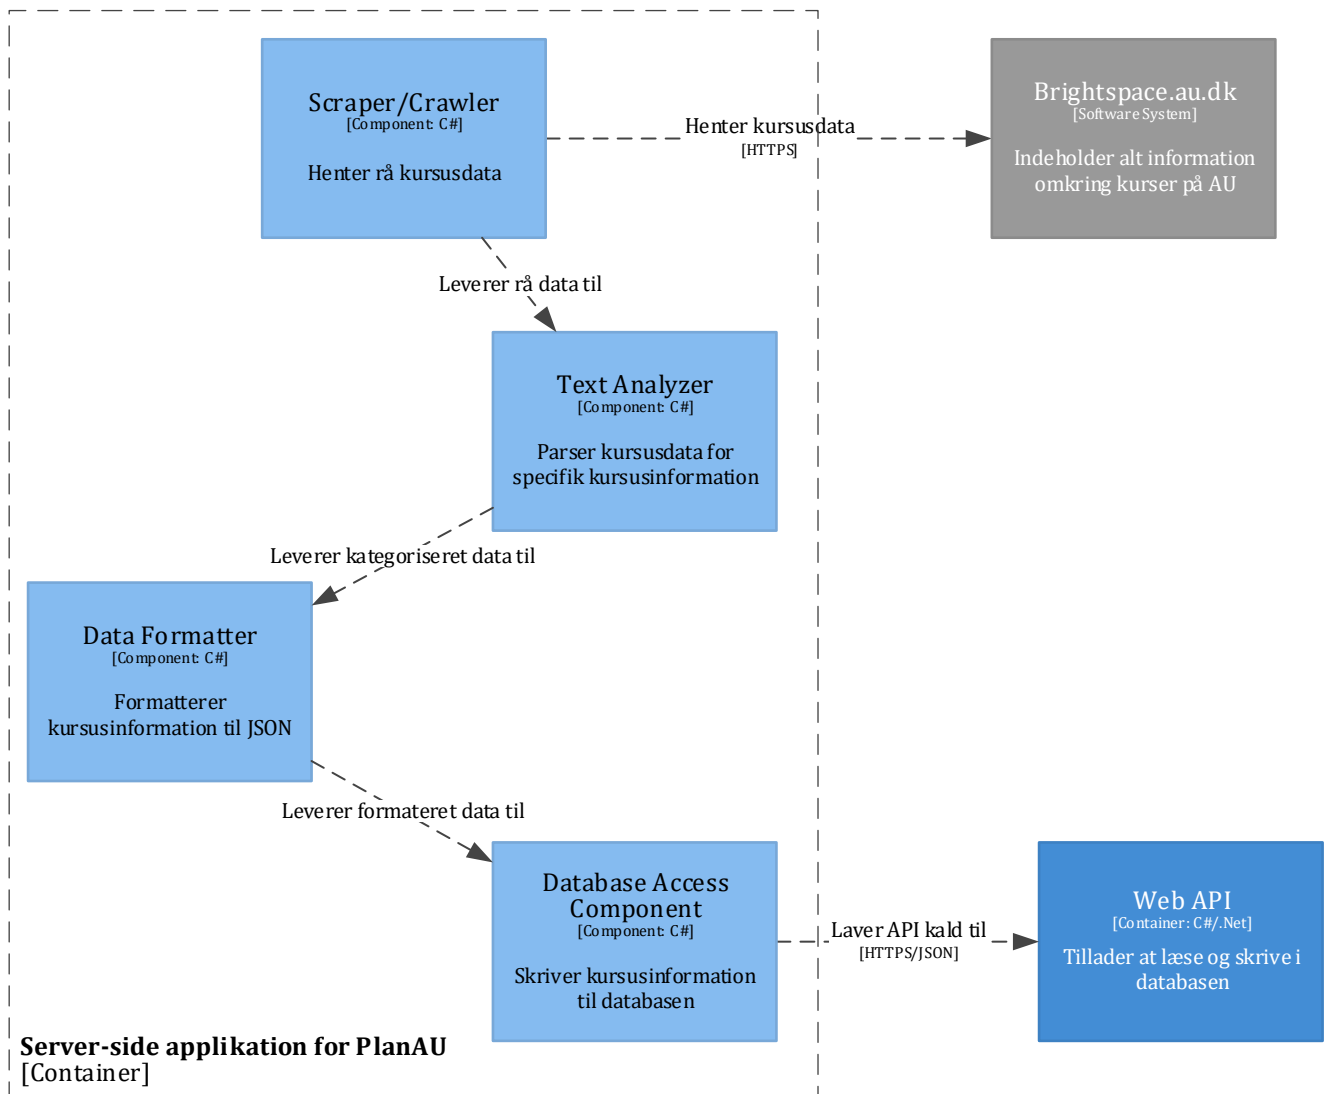 Scraper/Crawler
[Component: C#]
Henter rå kursusdata
Henter kursusdata
[HTTPS]
Brightspace.au.dk
[Software System]
Indeholder alt information
omkring kurser på AU
Leverer rå data til
Text Analyzer
[Component: C#]
Parser kursusdata for
specifik kursusinformation
Leverer kategoriseret data til
Data Formatter
[Component: C#]
Formatterer
kursusinformation til JSON
Leverer formateret data til
Database Access
Component
[Component: C#]
Skriver kursusinformation
til databasen
Laver API kald til
[HTTPS/JSON]
Web API
[Container: C#/.Net]
Tillader at læse og skrive i
databasen
Server-side applikation for PlanAU
[Container]